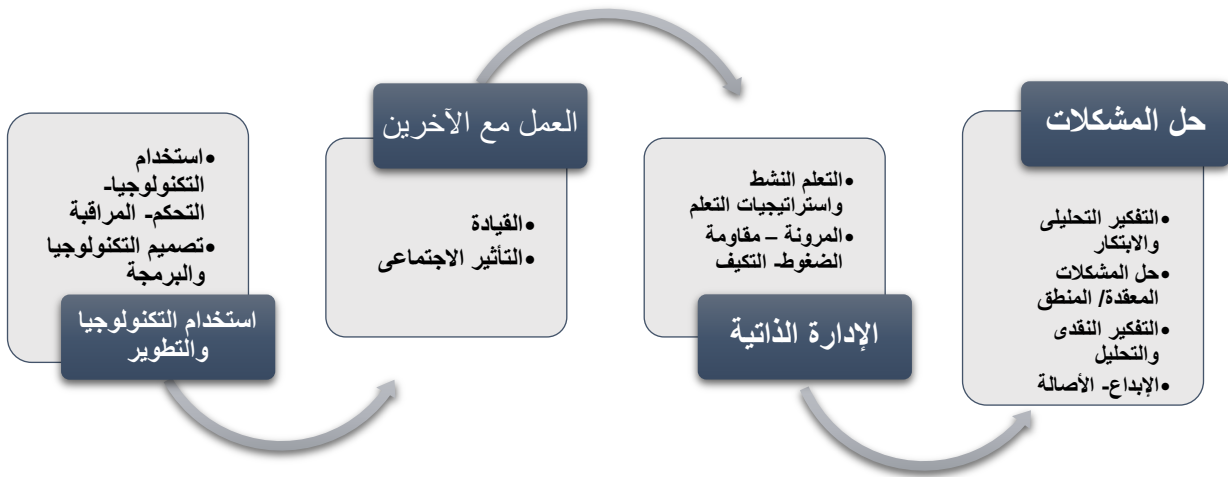 حل المشكلات
•التفكير التحليلى
والابتكار
•حل المشكلات
المعقدة/ المنطق
•التفكير النقدى
والتحليل
•الإبداع- الأصالة
•التعلم النشط
واستراتيجيات التعلم
•المرونة – مقاومة
الضغوط- التكيف
الإدارة الذاتية
العمل مع الآخرين
•القيادة
•التأثير الاجتماعى
•استخدام
التكنولوجيا-
التحكم- المراقبة
•تصميم التكنولوجيا
والبرمجة
استخدام التكنولوجيا
والتطوير